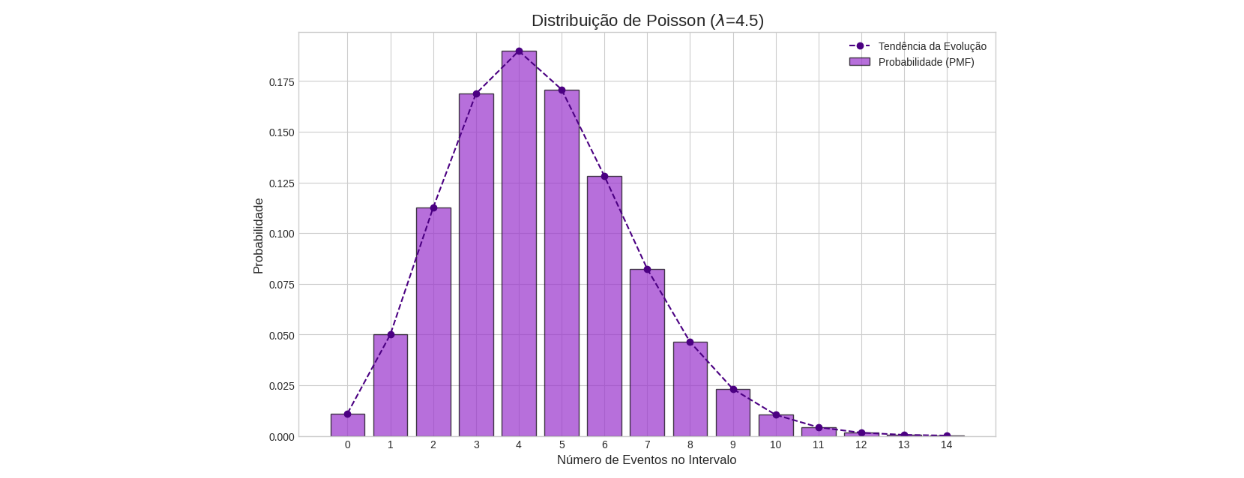 Distribuição de Poisson (λ=4.5)
Tendência da Evolução
Probabilidade (PMF)
Probabilidade
0.175
0.150
0.125
0.100
0.075
0.050
0.025
0.000
0 1 2 3 4 5 6 7 8 9 10 11 12 13 14
Número de Eventos no Intervalo